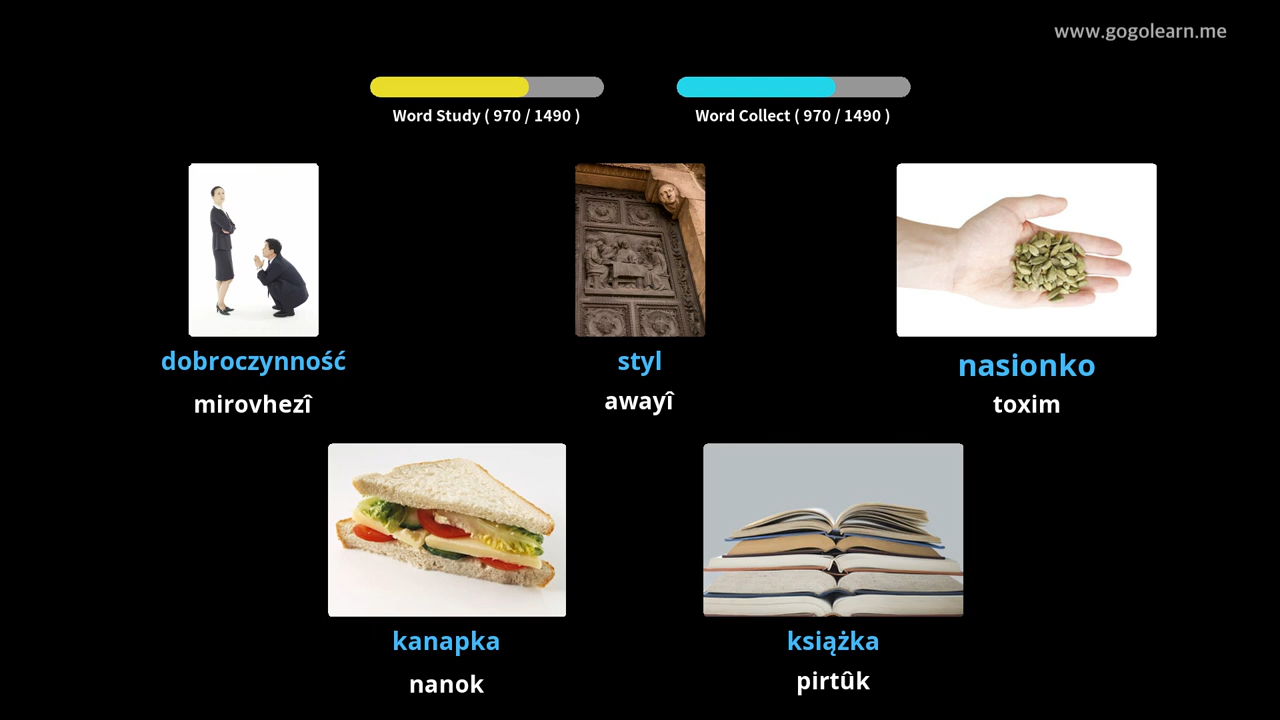 www.gogolearn.me
Word Study ( 970 / 1490 )
Word Collect ( 970 / 1490 )
dobroczynność
mirovhezî
styl
awayî
nasionko
toxim
kanapka
nanok
książka
pirtûk